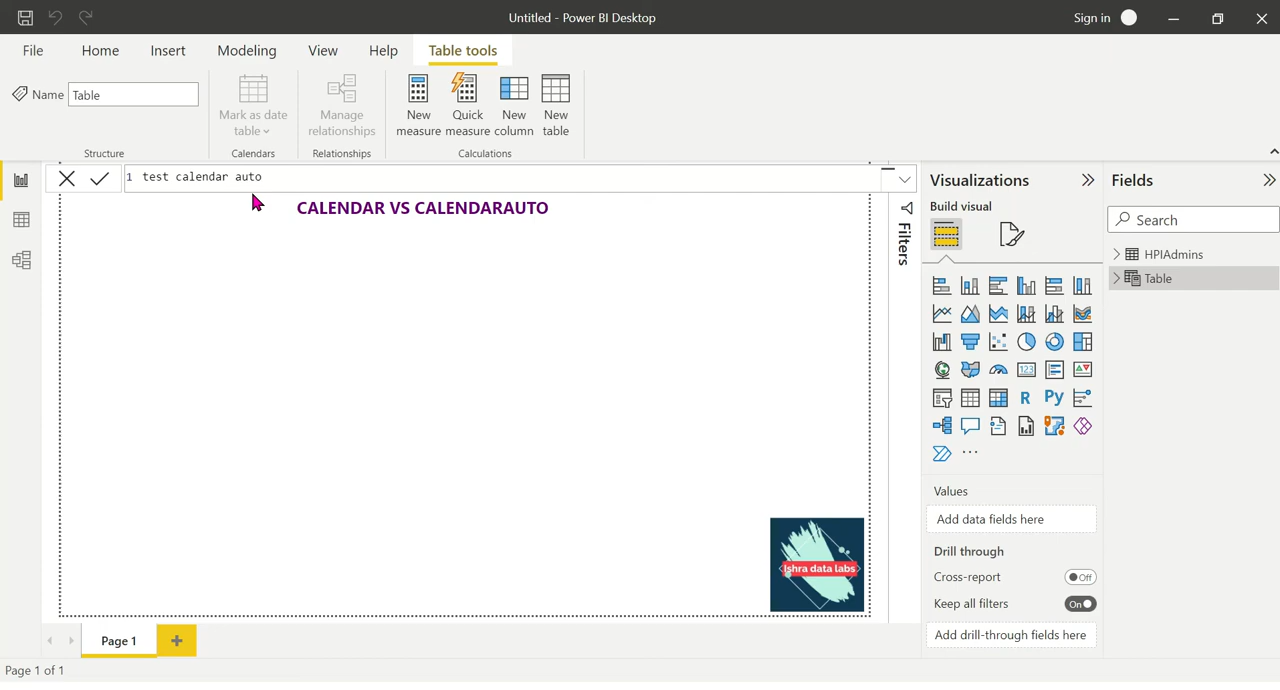 Untitled - Power BI Desktop
Sign in
File
Home
Insert
Modeling
View
Help
Table tools
Name
Table
Mark as date
table
Manage
relationships
New
measure
Quick
measure
New
column
New
table
Structure
Calendars
Relationships
Calculations
1 test calendar auto
CALENDAR VS CALENDARAUTO
Filters
Visualizations
Build visual
123
R
Py
...
Values
Add data fields here
Drill through
Cross-report
Off
Keep all filters
On
Add drill-through fields here
Fields
Search
HPIAdmins
Table
Ishra data labs
Page 1
Page 1 of 1